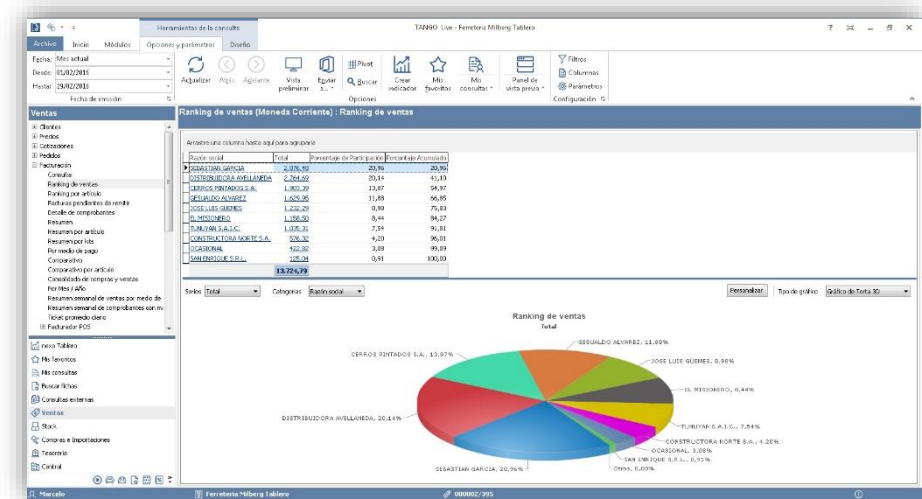 Herramientas de la consulta
TANGO Live - Ferreteria Milberg Tablero
Archivo Inicio Módulos Opciones y parámetros Diseño
Fecha: Mes actual
Desde: 01/02/2016
Hasta: 29/02/2016
Fecha de emisión
Actualizar Atrás Adelante
Vista preliminar
Enviar a...
Pivot
Buscar
Crear indicador
Mis favoritos
Mis consultas
Panel de vista previa
Opciones
Filtros
Columnas
Parámetros
Configuración
Ventas
Clientes
Precios
Cotizaciones
Pedidos
Facturación
Consulta
Ranking de ventas
Ranking por artículo
Facturas pendientes de remitir
Detalle de comprobantes
Resumen
Resumen por artículo
Resumen por kits
Por medio de pago
Comparativo
Comparativo por artículo
Consolidado de compras y ventas
Por Mes / Año
Resumen semanal de ventas por medio de
Resumen semanal de comprobantes con
Ticket promedio diario
Facturador POS
nexo Tablero
Mis favoritos
Mis consultas
Buscar fichas
Consultas externas
Ventas
Stock
Compras e Importaciones
Tesorería
Central
Ranking de ventas (Moneda Corriente) : Ranking de ventas
Arrastre una columna hasta aquí para agruparla
Razón social Total Porcentaje de Participación Porcentaje Acumulado
SEBASTIAN GARCIA 2.876,48 20,96 20,96
DISTRIBUIDORA AVELLANEDA 2.764,69 20,14 41,10
CERROS PINTADOS S.A. 1.903,39 13,87 54,97
GESUALDO ALVAREZ 1.629,95 11,88 66,85
JOSE LUIS GÜEMES 1.232,29 8,98 75,83
EL MISIONERO 1.158,50 8,44 84,27
TUNUYAN S.A.I.C. 1.035,31 7,54 91,81
CONSTRUCTORA NORTE S.A. 576,32 4,20 96,01
OCASIONAL 422,82 3,08 99,09
SAN ENRIQUE S.R.L. 125,04 0,91 100,00
13.724,79
Series Total Categorías Razón social Personalizar Tipo de gráfico Gráfico de Torta 3D
Ranking de ventas
Total
GESUALDO ALVAREZ, 11,88%
CERROS PINTADOS S.A., 13,87%
JOSE LUIS GÜEMES, 8,98%
EL MISIONERO, 8,44%
DISTRIBUIDORA AVELLANEDA, 20,14%
TUNUYAN S.A.I.C., 7,54%
CONSTRUCTORA NORTE S.A., 4,20%
OCASIONAL, 3,08%
SAN ENRIQUE S.R.L., 0,91%
SEBASTIAN GARCIA, 20,96%
Otros, 0,00%
Marcelo Ferreteria Milberg Tablero 000002/395